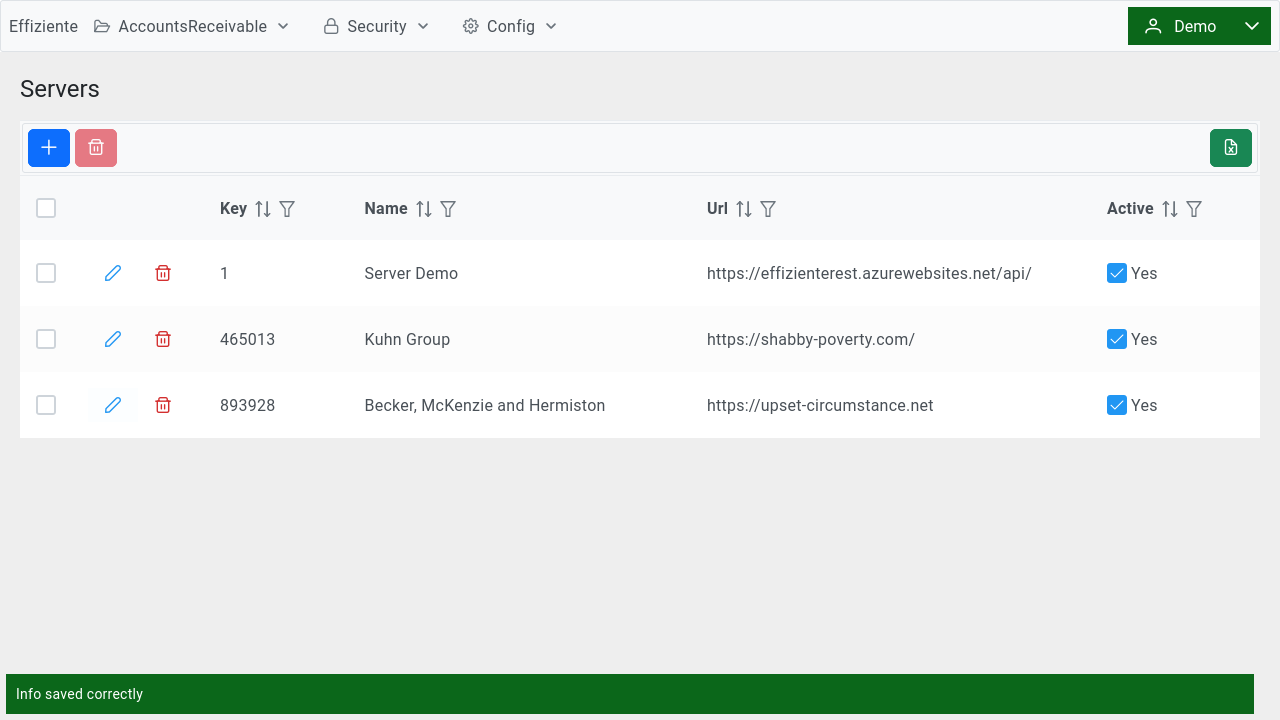 Effiziente AccountsReceivable Security Config Demo
Servers
Key Name Url Active
1 Server Demo https://effizienterest.azurewebsites.net/api/ Yes
465013 Kuhn Group https://shabby-poverty.com/ Yes
893928 Becker, McKenzie and Hermiston https://upset-circumstance.net Yes
Info saved correctly